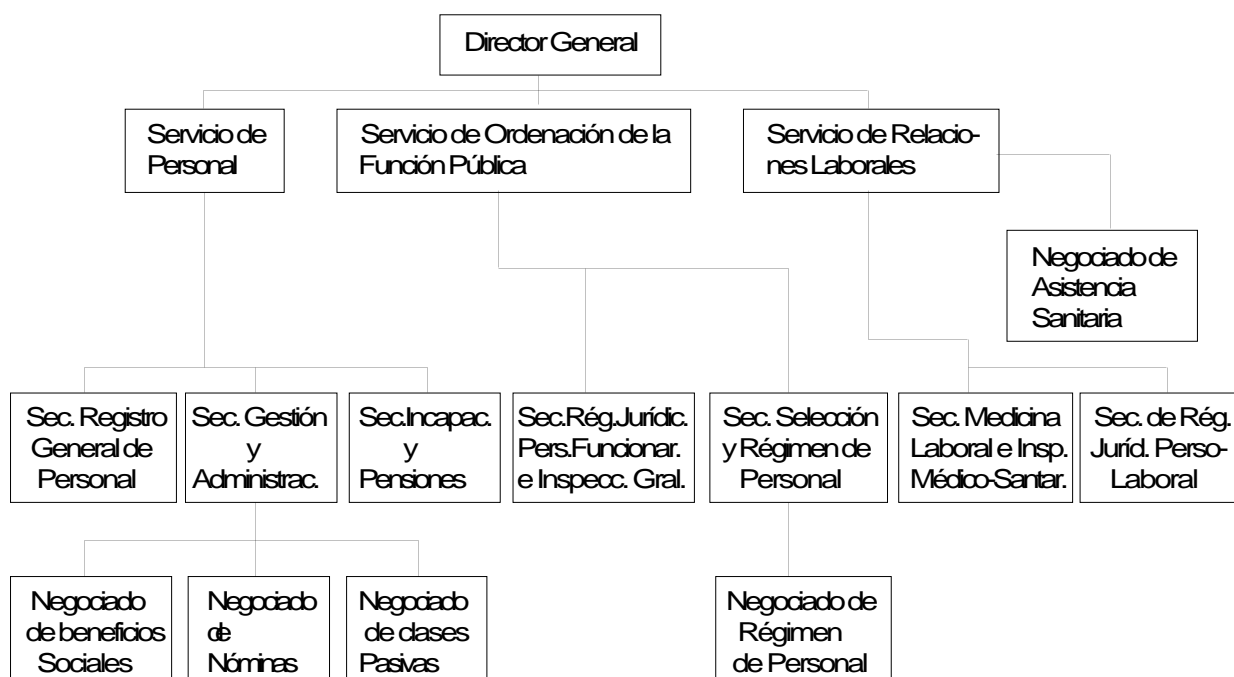 Director General
Servicio de
Personal
Servicio de Ordenación de la
Función Pública
Servicio de Relacio-
nes Laborales
Negociado de
Asistencia
Sanitaria
Sec. Registro
General de
Personal
Sec. Gestión
y
Administrac.
Sec.Incapac.
y
Pensiones
Sec.Rég.Jurídic.
Pers.Funcionar.
e Inspecc. Gral.
Sec. Selección
y Régimen de
Personal
Sec. Medicina
Laboral e Insp.
Médico-Santar.
Sec. de Rég.
Juríd. Perso-
Laboral
Negociado
de beneficios
Sociales
Negociado
de
Nóminas
Negociado
de clases
Pasivas
Negociado de
Régimen
de Personal